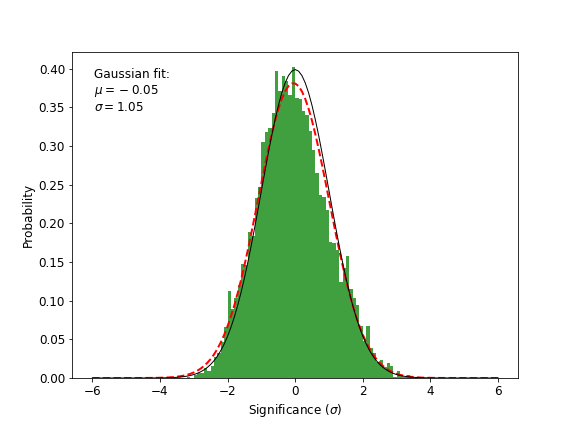 Gaussian fit:
μ = −0.05
σ = 1.05
0.40
0.35
0.30
0.25
0.20
0.15
0.10
0.05
0.00
Probability
−6 −4 −2 0 2 4 6
Significance (σ)